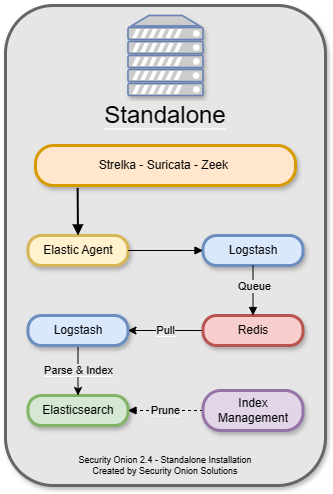 Standalone
Strelka - Suricata - Zeek
Elastic Agent
Logstash
Queue
Logstash
Pull
Redis
Parse & Index
Elasticsearch
Prune
Index
Management
Security Onion 2.4 - Standalone Installation
Created by Security Onion Solutions